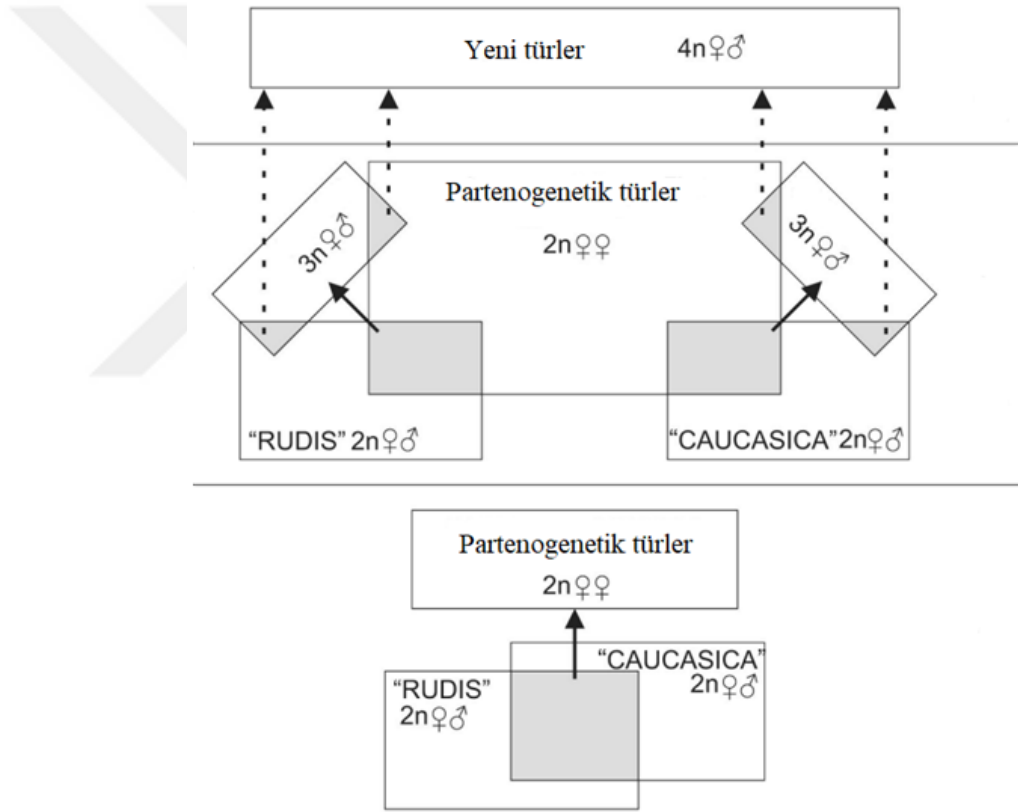 Yeni türler 4n♀♂
Partenogenetik türler
2n♀♀
3n♀♂
3n♀♂
“RUDIS” 2n♀♂
“CAUCASICA” 2n♀♂
Partenogenetik türler
2n♀♀
“CAUCASICA”
2n♀♂
“RUDIS”
2n♀♂